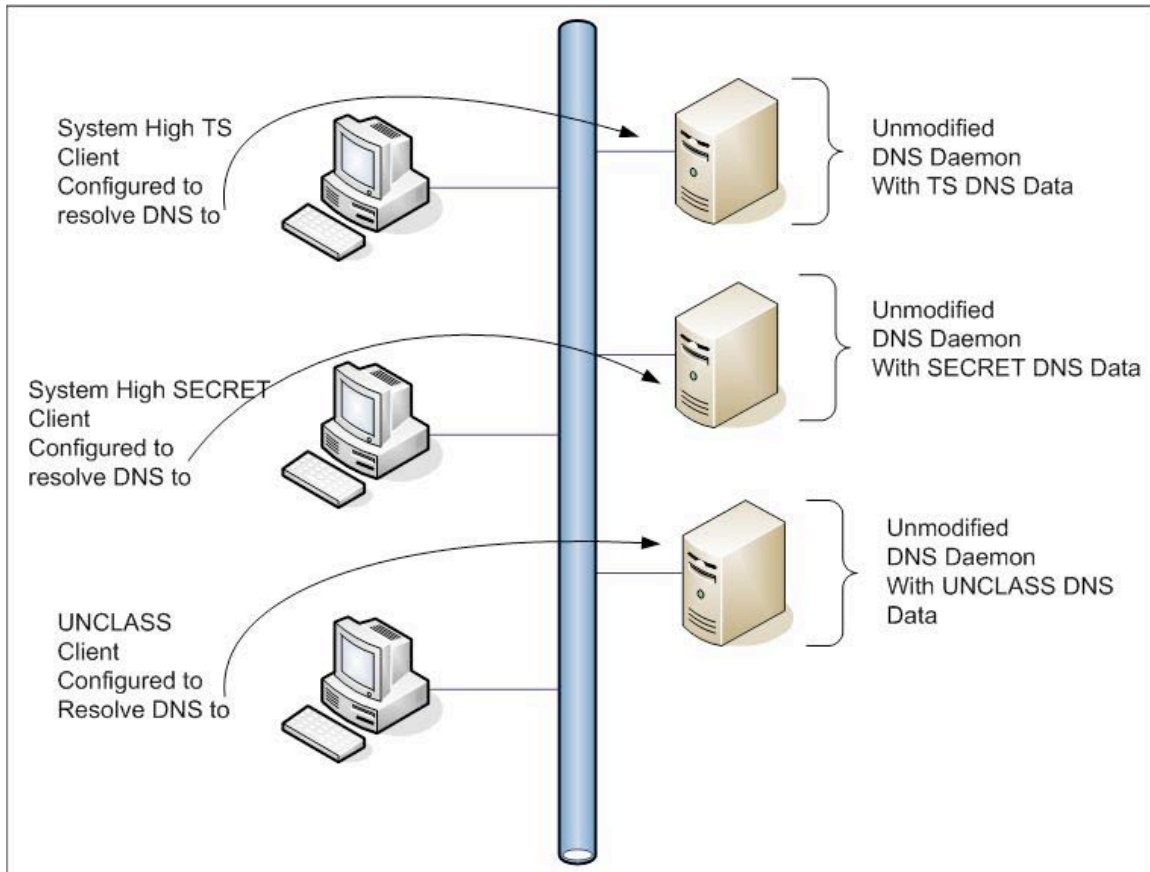 System High TS
Client
Configured to
resolve DNS to
Unmodified
DNS Daemon
With TS DNS Data
System High SECRET
Client
Configured to
resolve DNS to
Unmodified
DNS Daemon
With SECRET DNS Data
UNCLASS
Client
Configured to
Resolve DNS to
Unmodified
DNS Daemon
With UNCLASS DNS
Data